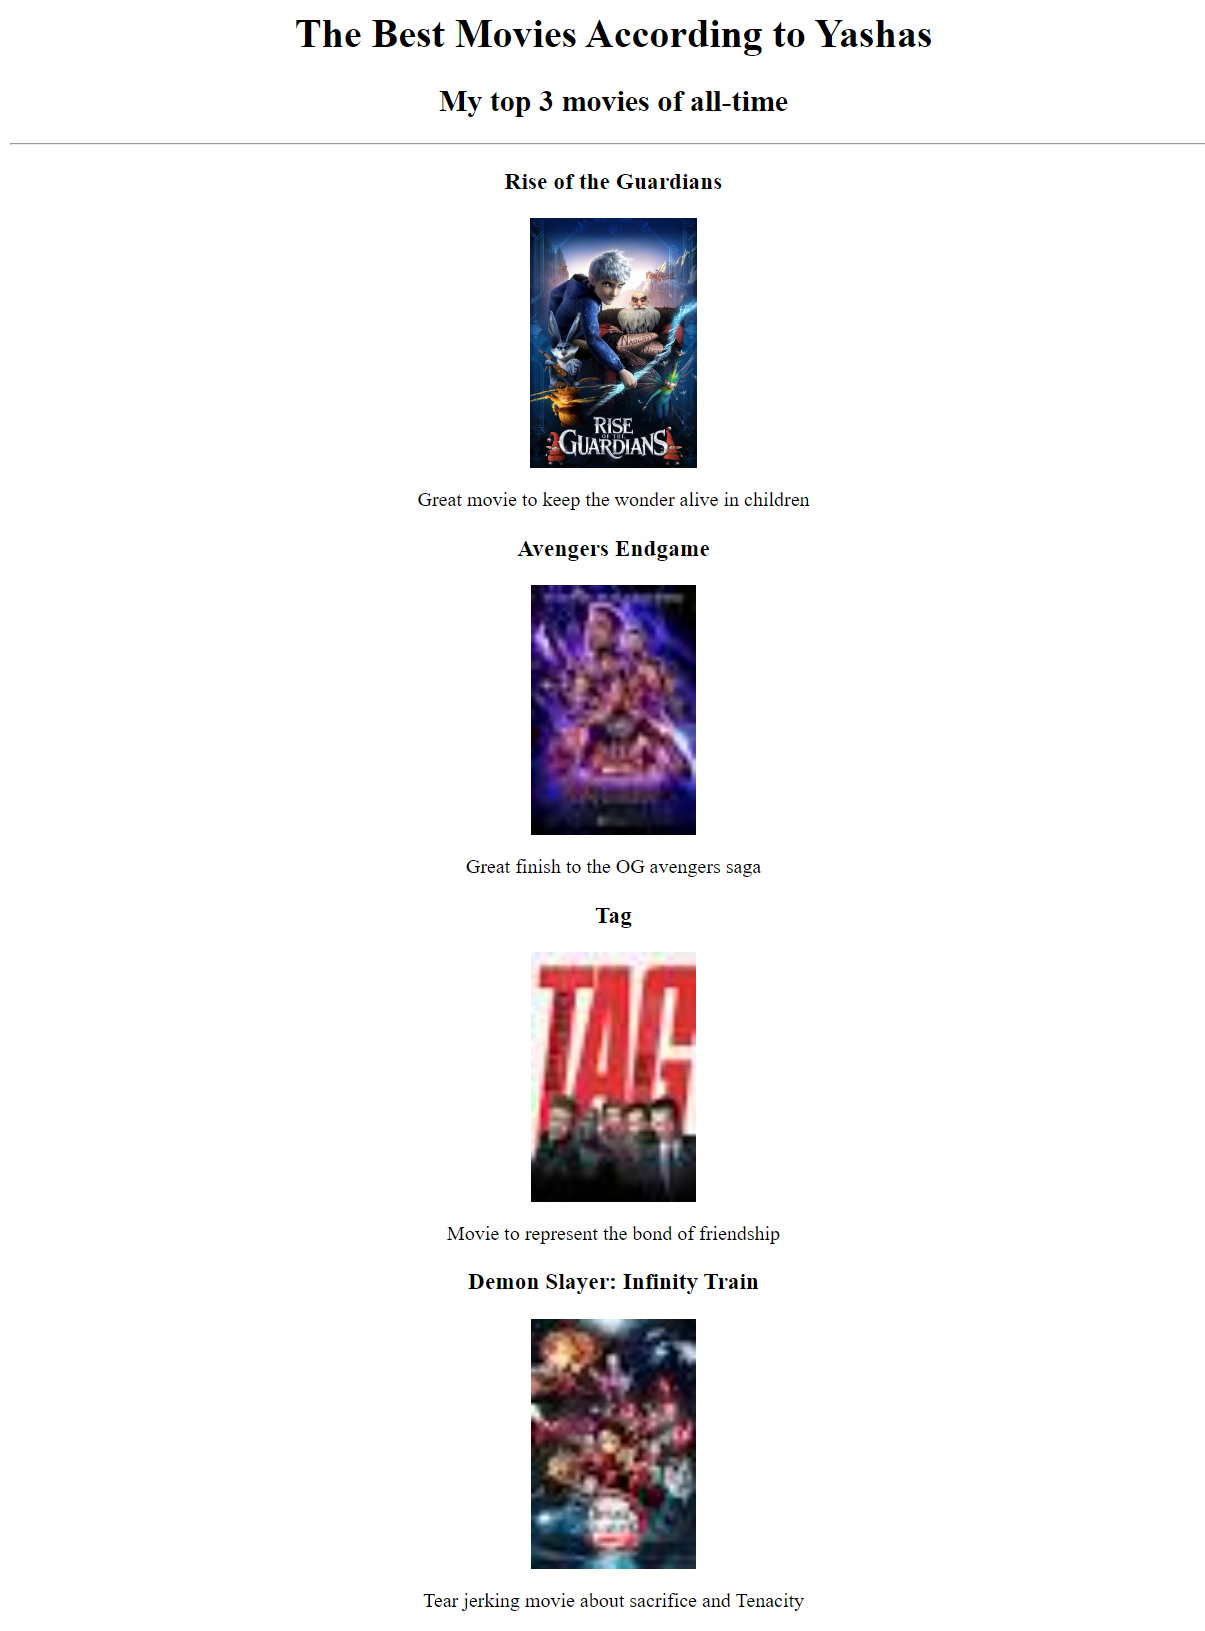 The Best Movies According to Yashas
My top 3 movies of all-time
Rise of the Guardians
NAUGHTY
RISE
OF THE
GUARDIANS
Great movie to keep the wonder alive in children
Avengers Endgame
Great finish to the OG avengers saga
Tag
TAG
Movie to represent the bond of friendship
Demon Slayer: Infinity Train
Tear jerking movie about sacrifice and Tenacity